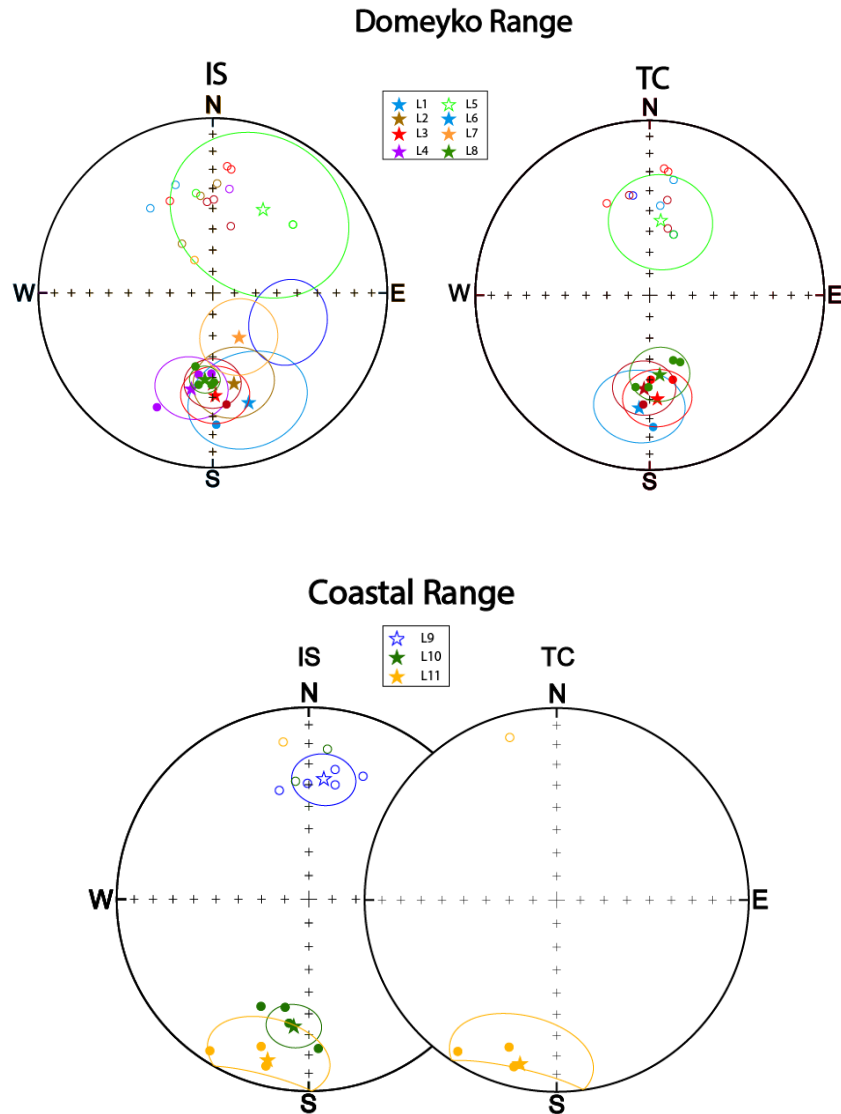 Domeyko Range
IS
TC
N
N
L1 L5
L2 L6
L3 L7
L4 L8
W
E
W
E
S
S
Coastal Range
L9
L10
L11
IS
TC
N
N
W
E
S
S